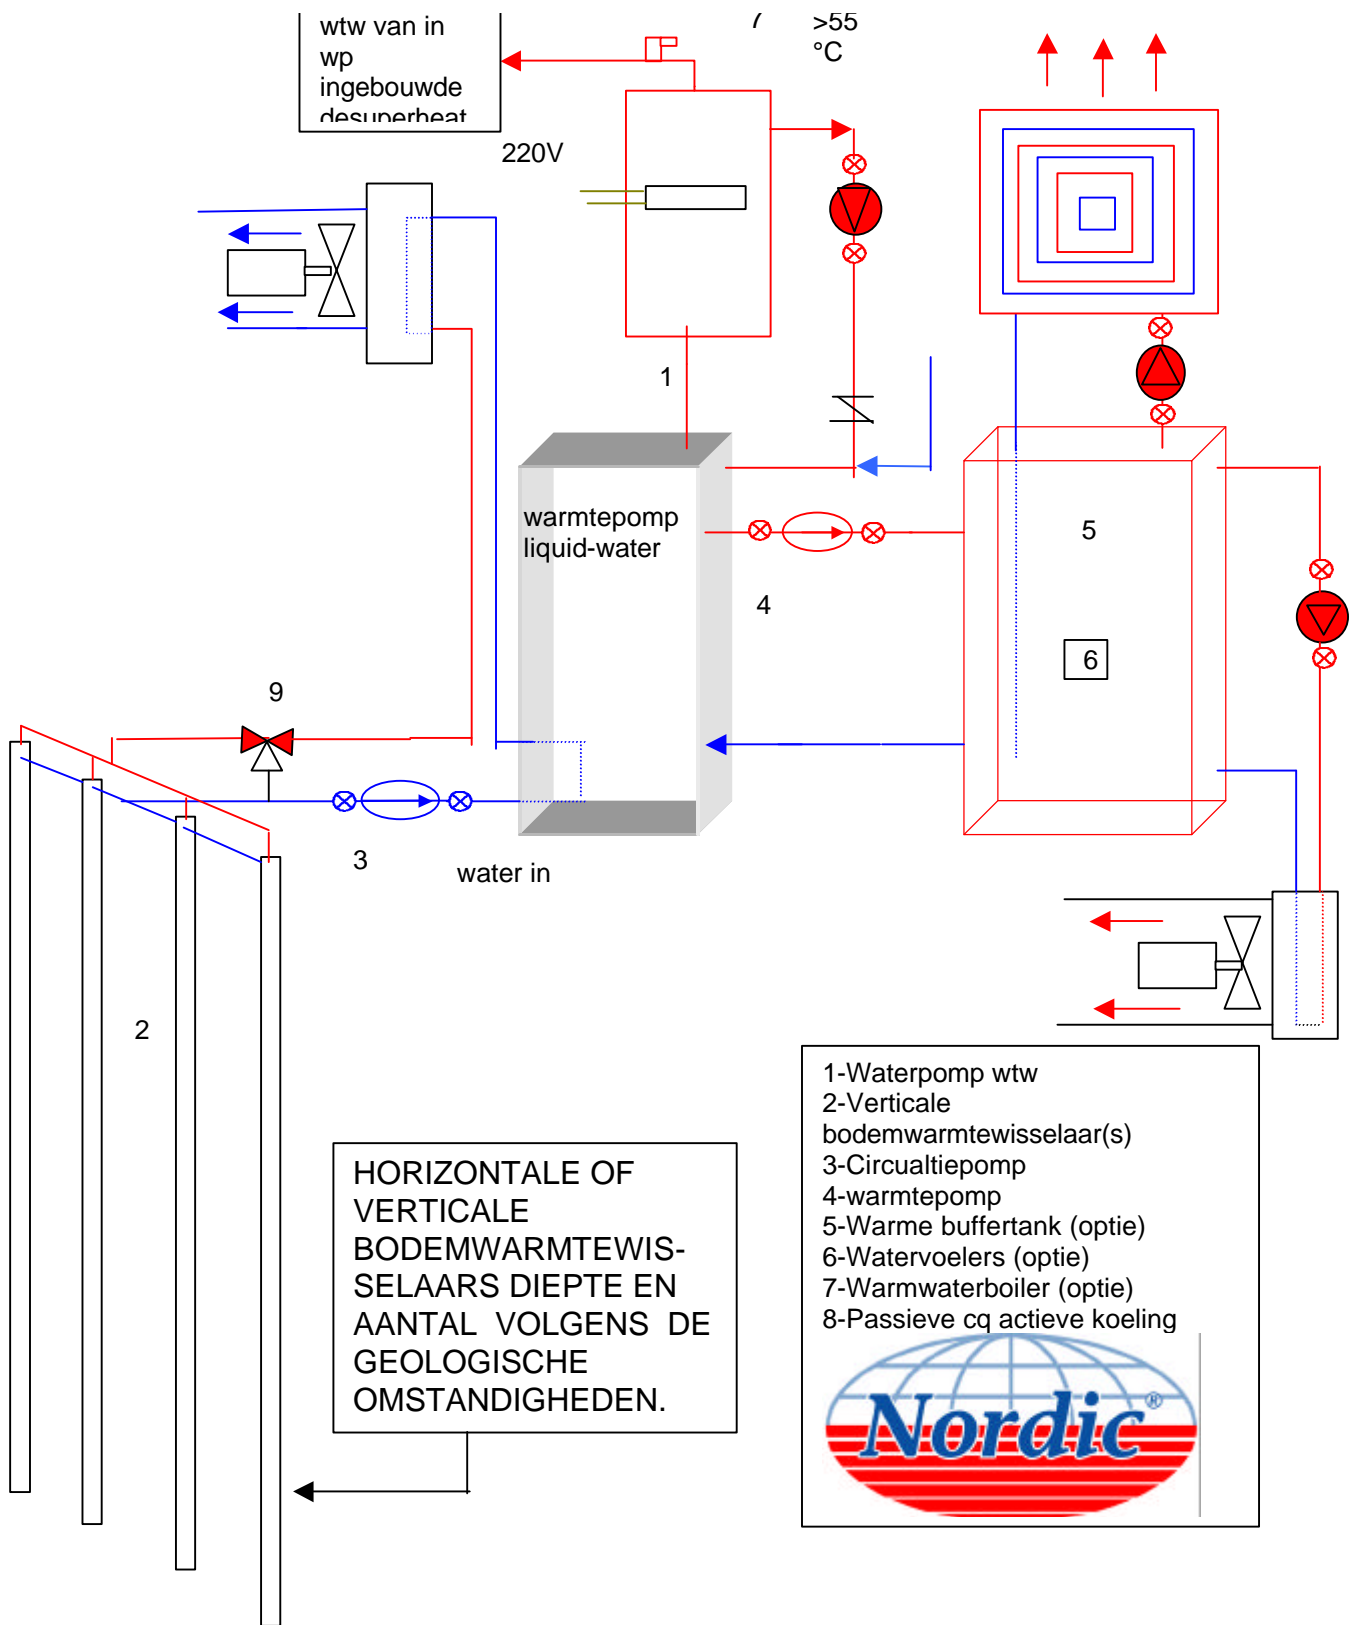 wtw van in
wp
ingebouwde
desuperheat
7
>55
°C
220V
1
warmtepomp
liquid-water
5
4
6
9
3
water in
2
HORIZONTALE OF
VERTICALE
BODEMWARMTEWIS-
SELAARS DIEPTE EN
AANTAL VOLGENS DE
GEOLOGISCHE
OMSTANDIGHEDEN.
1-Waterpomp wtw
2-Verticale
bodemwarmtewisselaar(s)
3-Circualtiepomp
4-warmtepomp
5-Warme buffertank (optie)
6-Watervoelers (optie)
7-Warmwaterboiler (optie)
8-Passieve cq actieve koeling
Nordic®